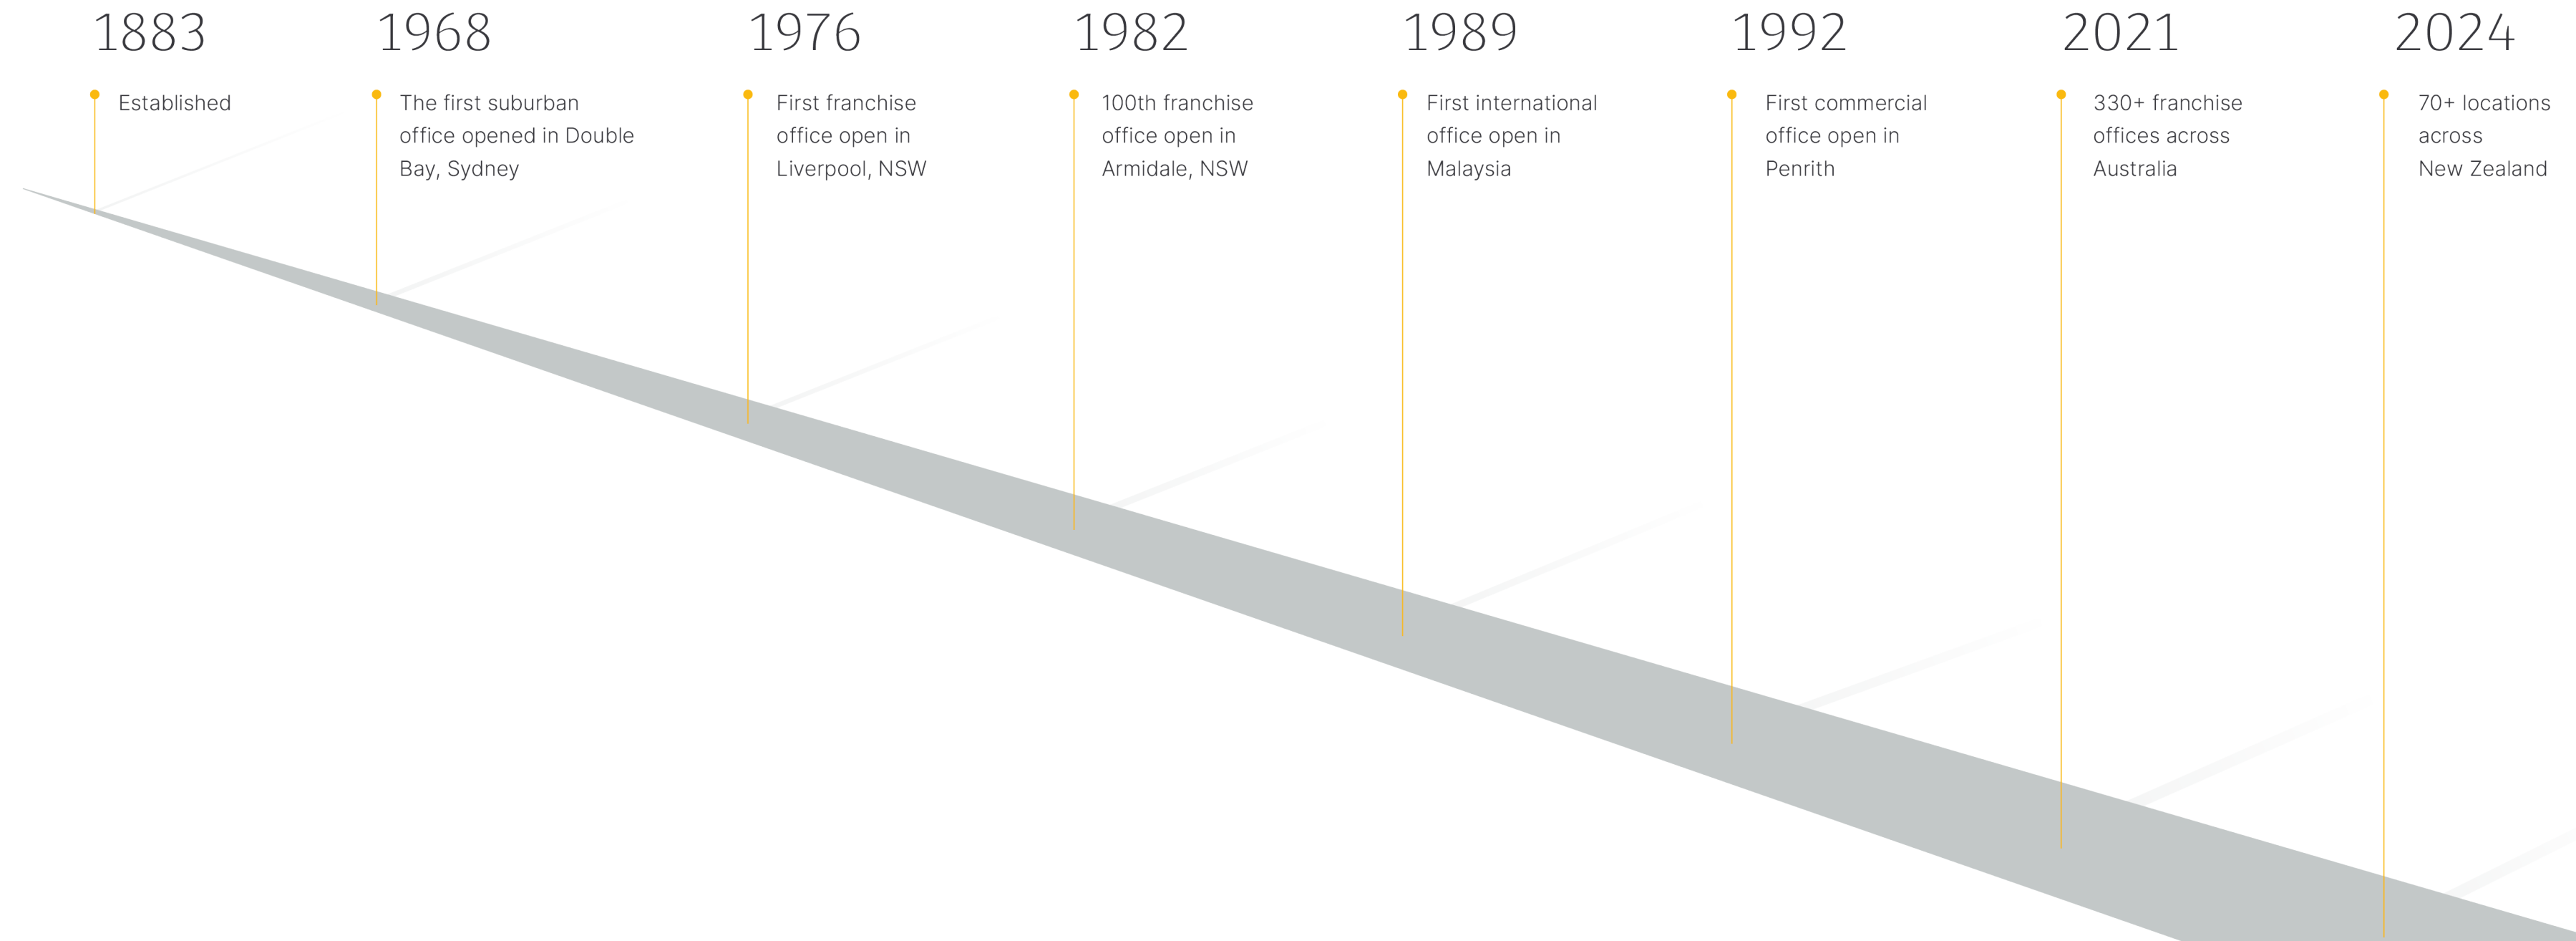 1883
Established
1968
The first suburban
office opened in Double
Bay, Sydney
1976
First franchise
office open in
Liverpool, NSW
1982
100th franchise
office open in
Armidale, NSW
1989
First international
office open in
Malaysia
1992
First commercial
office open in
Penrith
2021
330+ franchise
offices across
Australia
2024
70+ locations
across
New Zealand